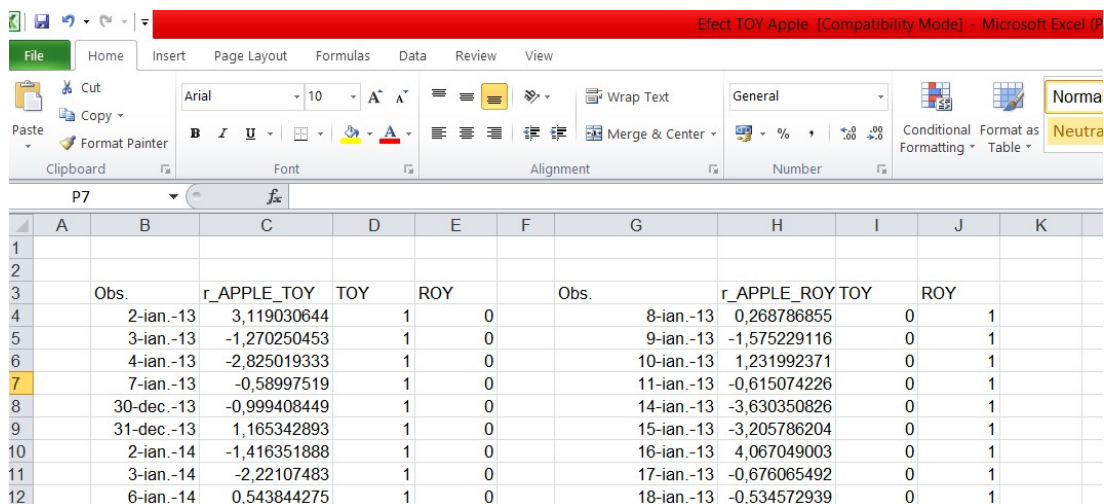 Efect TOY Apple [Compatibility Mode] - Microsoft Excel (P
File Home Insert Page Layout Formulas Data Review View
Cut
Copy
Format Painter
Paste
Clipboard
Arial 10 A A
B I U A
Font
Wrap Text
Merge & Center
Alignment
General
% , ,00 ,0
Number
Conditional Formatting
Format as Table
Norma
Neutra
P7 fx
A B C D E F G H I J K
1
2
3 Obs. r_APPLE_TOY TOY ROY Obs. r_APPLE_ROY TOY ROY
4 2-ian.-13 3,119030644 1 0 8-ian.-13 0,268786855 0 1
5 3-ian.-13 -1,270250453 1 0 9-ian.-13 -1,575229116 0 1
6 4-ian.-13 -2,825019333 1 0 10-ian.-13 1,231992371 0 1
7 7-ian.-13 -0,58997519 1 0 11-ian.-13 -0,615074226 0 1
8 30-dec.-13 -0,999408449 1 0 14-ian.-13 -3,630350826 0 1
9 31-dec.-13 1,165342893 1 0 15-ian.-13 -3,205786204 0 1
10 2-ian.-14 -1,416351888 1 0 16-ian.-13 4,067049003 0 1
11 3-ian.-14 -2,22107483 1 0 17-ian.-13 -0,676065492 0 1
12 6-ian.-14 0,543844275 1 0 18-ian.-13 -0,534572939 0 1